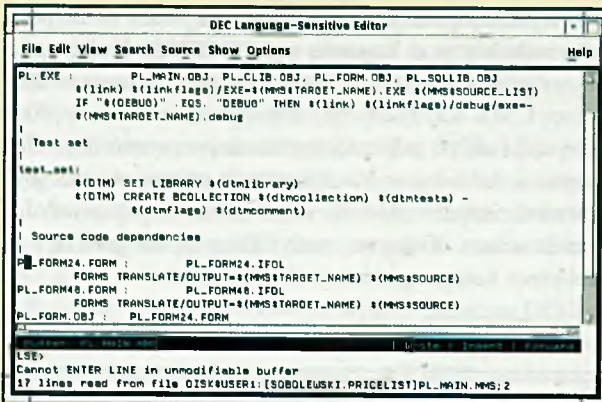 DEC Language-Sensitive Editor
File Edit View Search Source Show Options Help
PL.EXE : PL_MAIN.OBJ, PL_CLIB.OBJ, PL_FORM.OBJ, PL_SQLLIB.OBJ
$(link) $(linkflags)/EXE=$(MMS$TARGET_NAME).EXE $(MMS$SOURCE_LIST)
IF "$(DEBUG)" .EQS. "DEBUG" THEN $(link) $(linkflags)/debug/exe=-
$(MMS$TARGET_NAME).debug
!
! Test set
!
test_set:
$(DTM) SET LIBRARY $(dtmlibrary)
$(DTM) CREATE BCOLLECTION $(dtmcollection) $(dtmtests) -
$(dtmflag) $(dtmcomment)
!
! Source code dependencies
!
PL_FORM24.FORM : PL_FORM24.IFDL
FORMS TRANSLATE/OUTPUT=$(MMS$TARGET_NAME) $(MMS$SOURCE)
PL_FORM48.FORM : PL_FORM48.IFDL
FORMS TRANSLATE/OUTPUT=$(MMS$TARGET_NAME) $(MMS$SOURCE)
PL_FORM.OBJ : PL_FORM24.FORM
LSE>
Cannot ENTER LINE in unmodifiable buffer
17 lines read from file DISK$USER1:[SOBOLEWSKI.PRICELIST]PL_MAIN.MMS;2